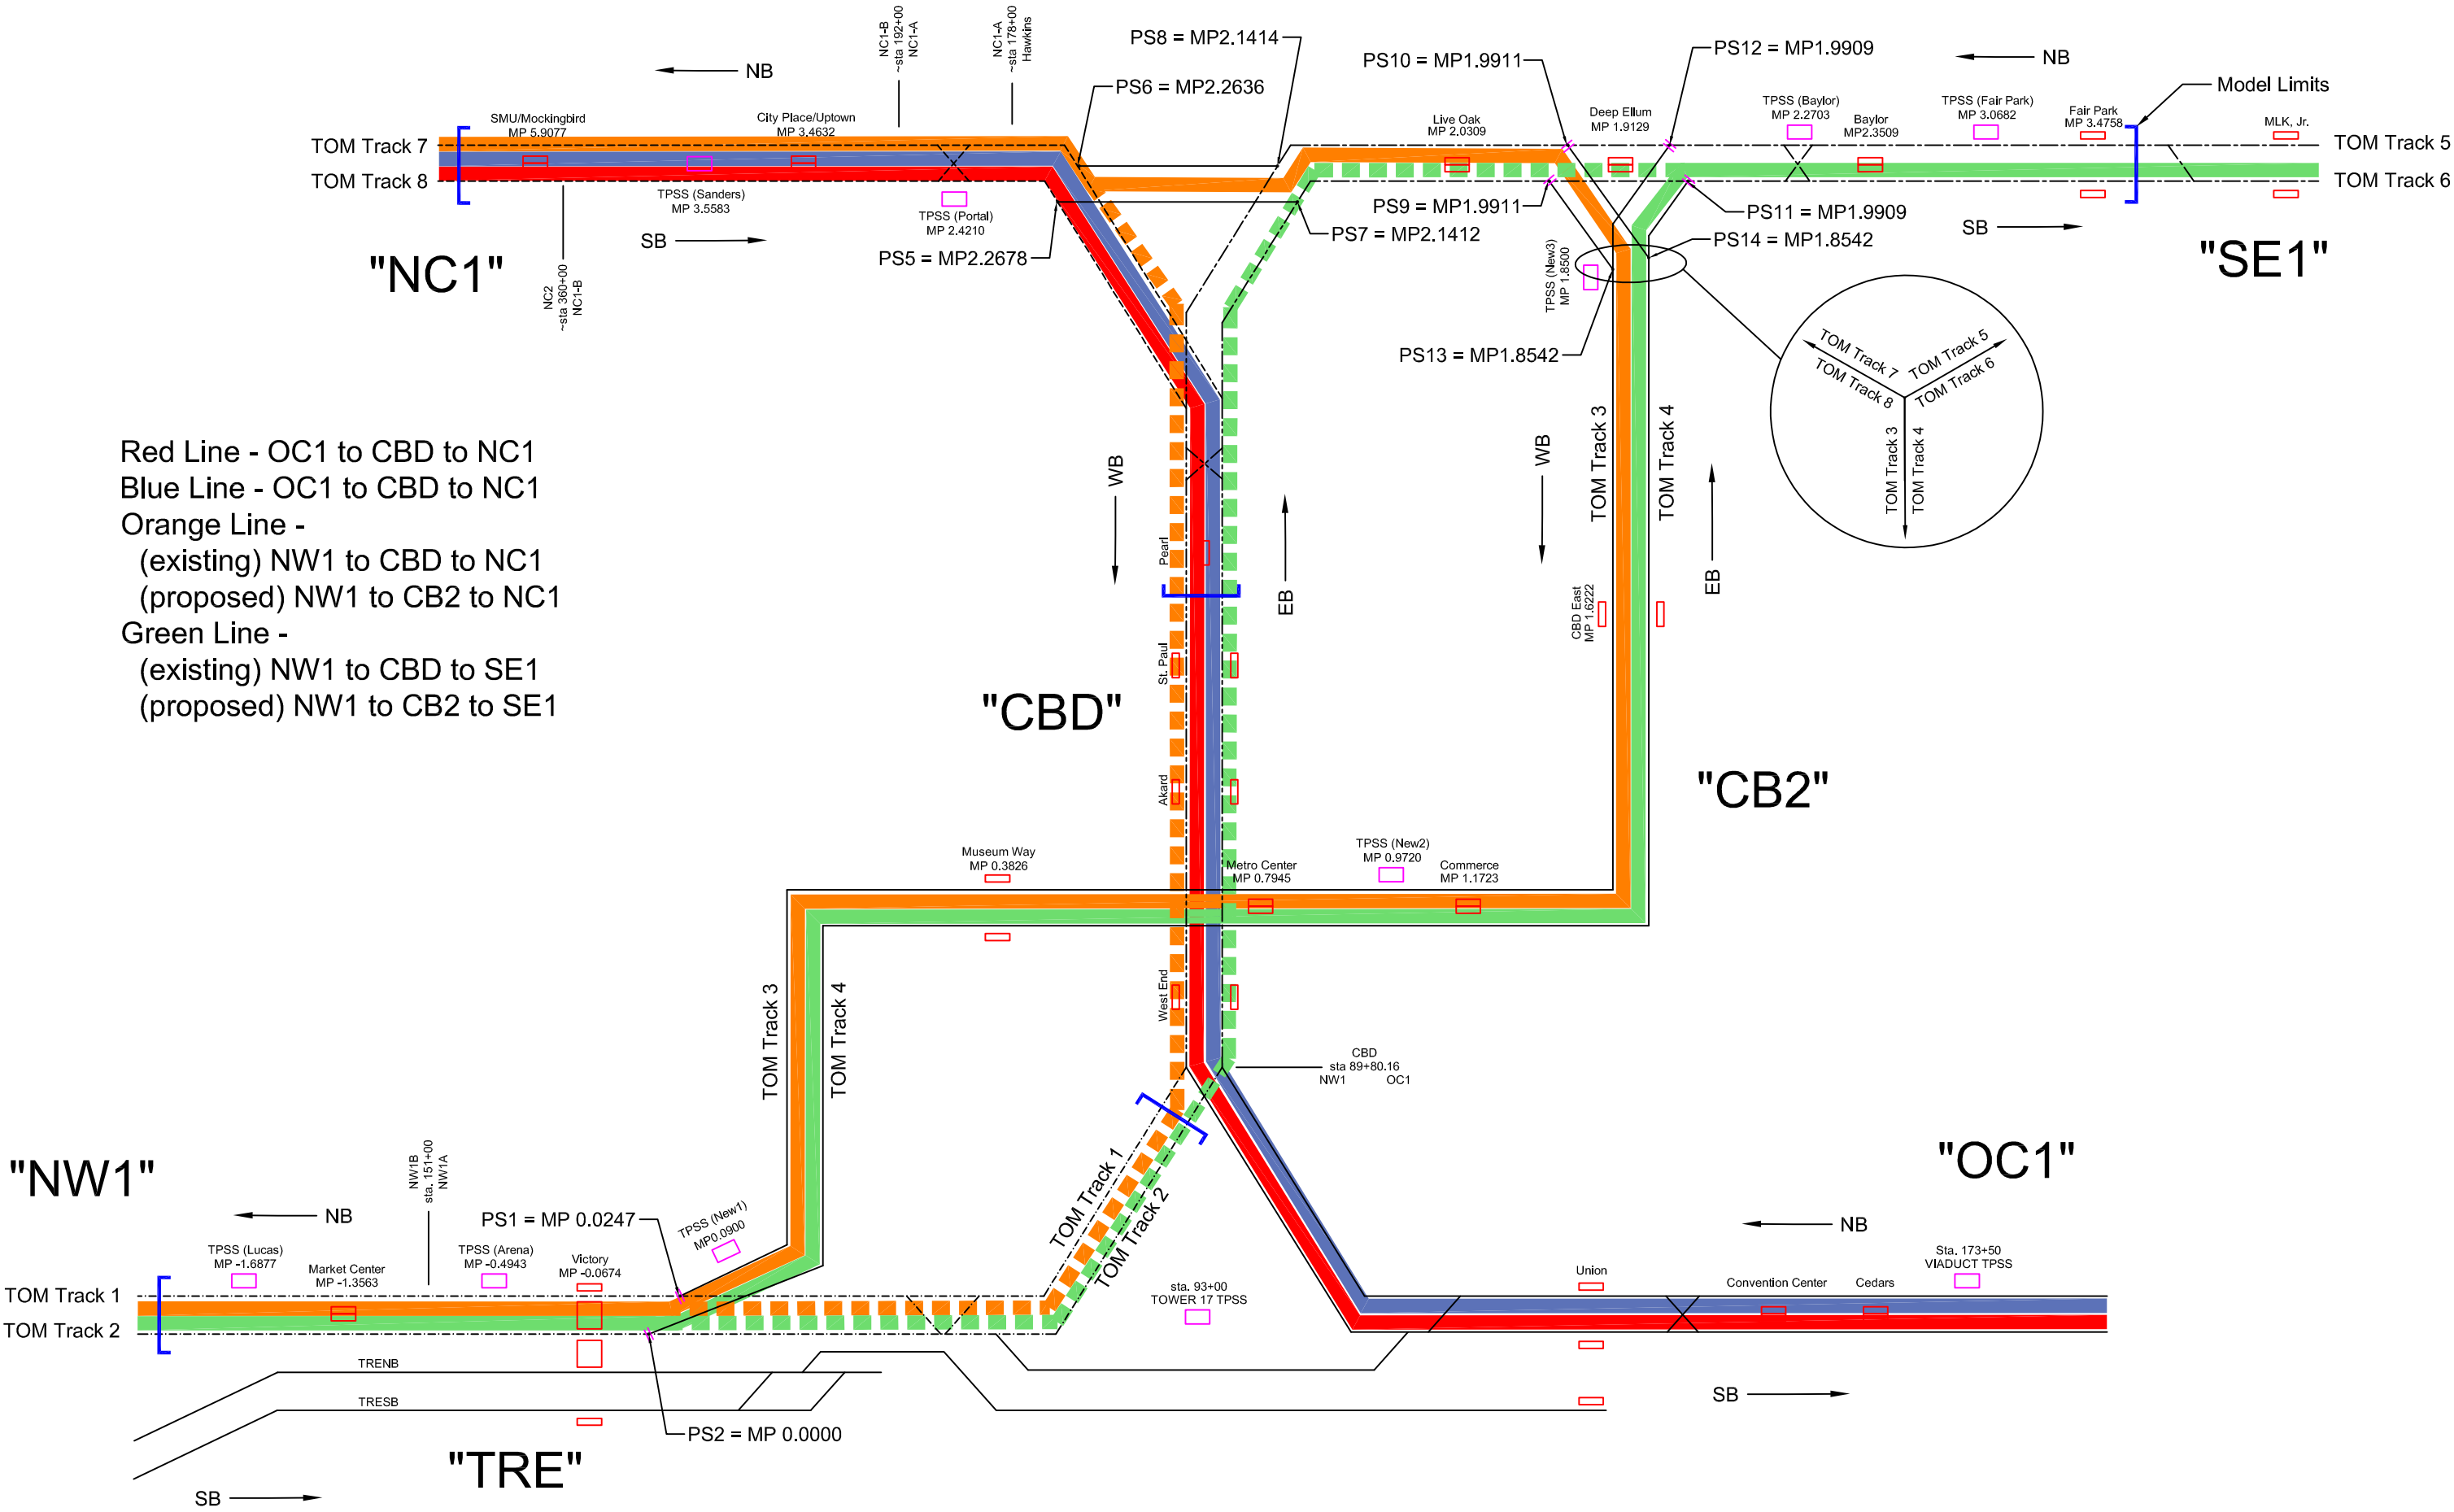 NC1-B
~sta 192+00
NC1-A
NC1-A
~sta 178+00
Hawkins
NB
PS8 = MP2.1414
PS6 = MP2.2636
PS10 = MP1.9911
PS12 = MP1.9909
NB
Model Limits
SMU/Mockingbird
MP 5.9077
City Place/Uptown
MP 3.4632
Live Oak
MP 2.0309
Deep Ellum
MP 1.9129
TPSS (Baylor)
MP 2.2703
Baylor
MP2.3509
TPSS (Fair Park)
MP 3.0682
Fair Park
MP 3.4758
MLK, Jr.
TOM Track 7
TOM Track 8
TOM Track 5
TOM Track 6
TPSS (Sanders)
MP 3.5583
TPSS (Portal)
MP 2.4210
SB
PS5 = MP2.2678
PS9 = MP1.9911
PS7 = MP2.1412
PS11 = MP1.9909
PS14 = MP1.8542
SB
"NC1"
"SE1"
NC2
~sta 360+00
NC1-B
TPSS (New3)
MP 1.8500
PS13 = MP1.8542
TOM Track 7
TOM Track 8
TOM Track 5
TOM Track 6
TOM Track 3
TOM Track 4
Red Line - OC1 to CBD to NC1
Blue Line - OC1 to CBD to NC1
Orange Line -
(existing) NW1 to CBD to NC1
(proposed) NW1 to CB2 to NC1
Green Line -
(existing) NW1 to CBD to SE1
(proposed) NW1 to CB2 to SE1
WB
EB
WB
TOM Track 3
TOM Track 4
EB
Pearl
CBD East
MP 1.6222
St. Paul
"CBD"
Akard
"CB2"
Museum Way
MP 0.3826
Metro Center
MP 0.7945
TPSS (New2)
MP 0.9720
Commerce
MP 1.1723
West End
TOM Track 3
TOM Track 4
CBD
sta 89+80.16
NW1 OC1
"NW1"
NW1B
sta. 151+00
NW1A
TOM Track 1
TOM Track 2
"OC1"
NB
PS1 = MP 0.0247
TPSS (New1)
MP0.0900
NB
TPSS (Lucas)
MP -1.6877
Market Center
MP -1.3563
TPSS (Arena)
MP -0.4943
Victory
MP -0.0674
sta. 93+00
TOWER 17 TPSS
Union
Convention Center
Cedars
Sta. 173+50
VIADUCT TPSS
TOM Track 1
TOM Track 2
TRENB
TRESB
SB
PS2 = MP 0.0000
"TRE"
SB